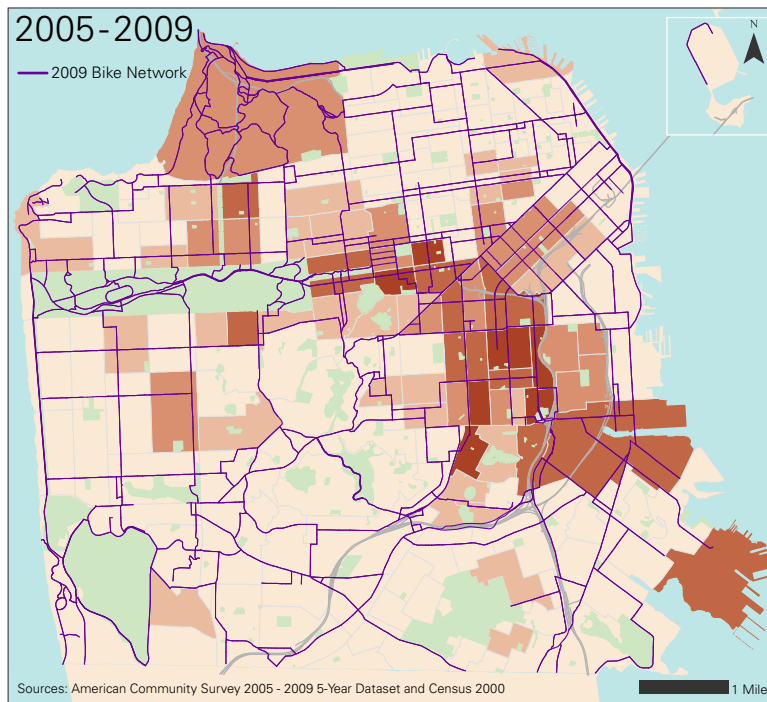 2005-2009
2009 Bike Network
N
Sources: American Community Survey 2005 - 2009 5-Year Dataset and Census 2000
1 Mile